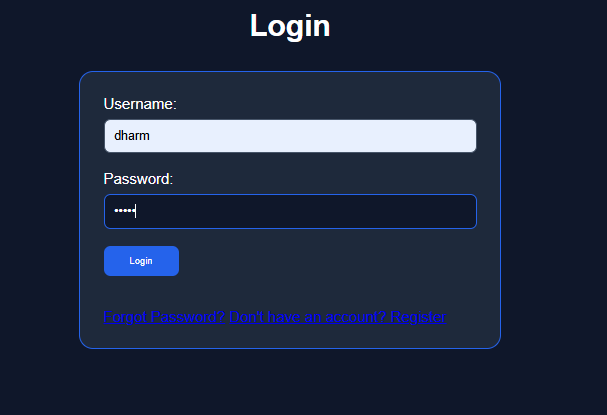 Login
Username:
dharm
Password:
•••••
Login
Forgot Password? Don't have an account? Register